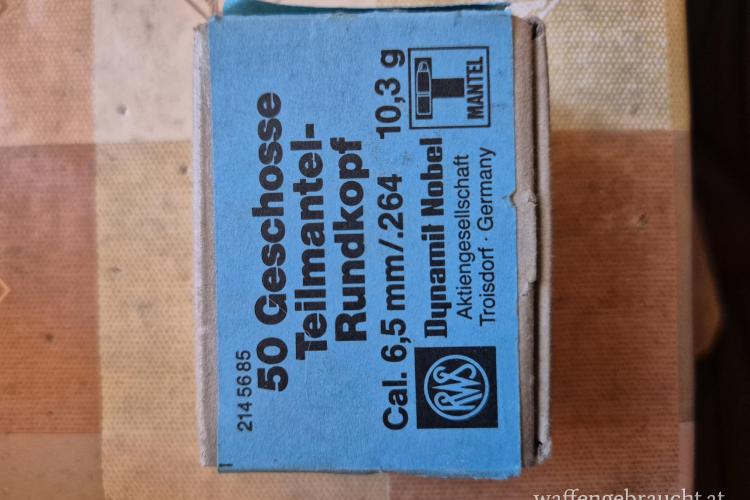 214 56 85
50 Geschosse
Teilmantel-
Rundkopf
Cal. 6,5 mm/.264 10,3 g
RWS
Dynamit Nobel
Aktiengesellschaft
Troisdorf · Germany
MANTEL
waffengebraucht.at